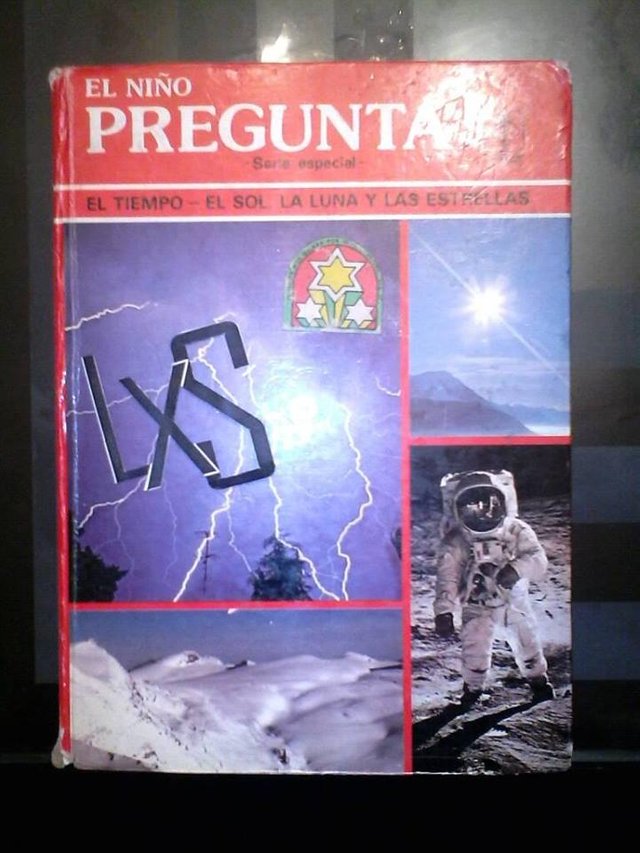 EL NIÑO
PREGUNTA
-Serie especial-
EL TIEMPO – EL SOL LA LUNA Y LAS ESTRELLAS
LXS